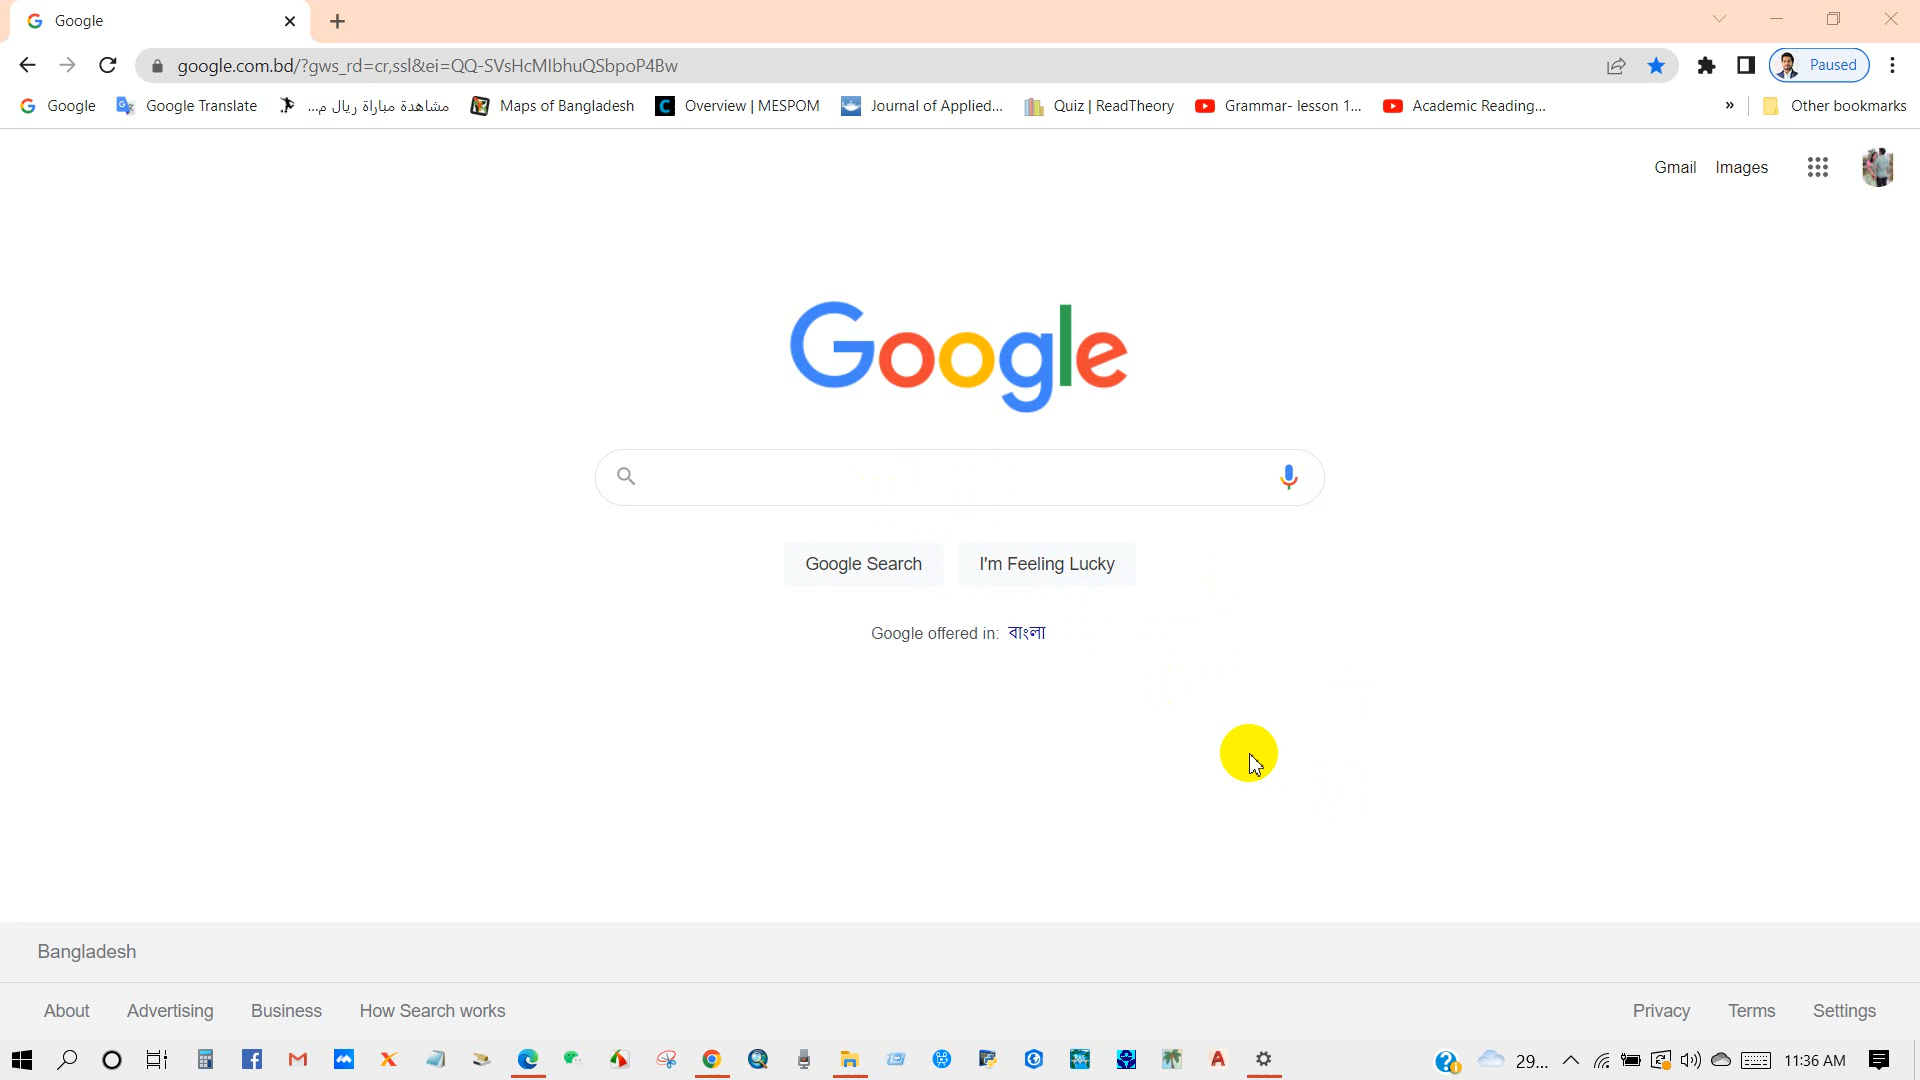 Google
google.com.bd/?gws_rd=cr,ssl&ei=QQ-SVsHcMIbhuQSbpoP4Bw
Paused
Google
Google Translate
مشاهدة مباراة ريال م...
Maps of Bangladesh
Overview | MESPOM
Journal of Applied...
Quiz | ReadTheory
Grammar- lesson 1...
Academic Reading...
»
Other bookmarks
Gmail
Images
Google
Google Search
I'm Feeling Lucky
Google offered in: বাংলা
Bangladesh
About
Advertising
Business
How Search works
Privacy
Terms
Settings
29...
11:36 AM